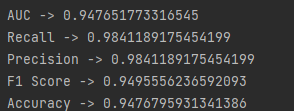 AUC -> 0.947651773316545
Recall -> 0.9841189175454199
Precision -> 0.9841189175454199
F1 Score -> 0.9495556236592093
Accuracy -> 0.9476795931341386